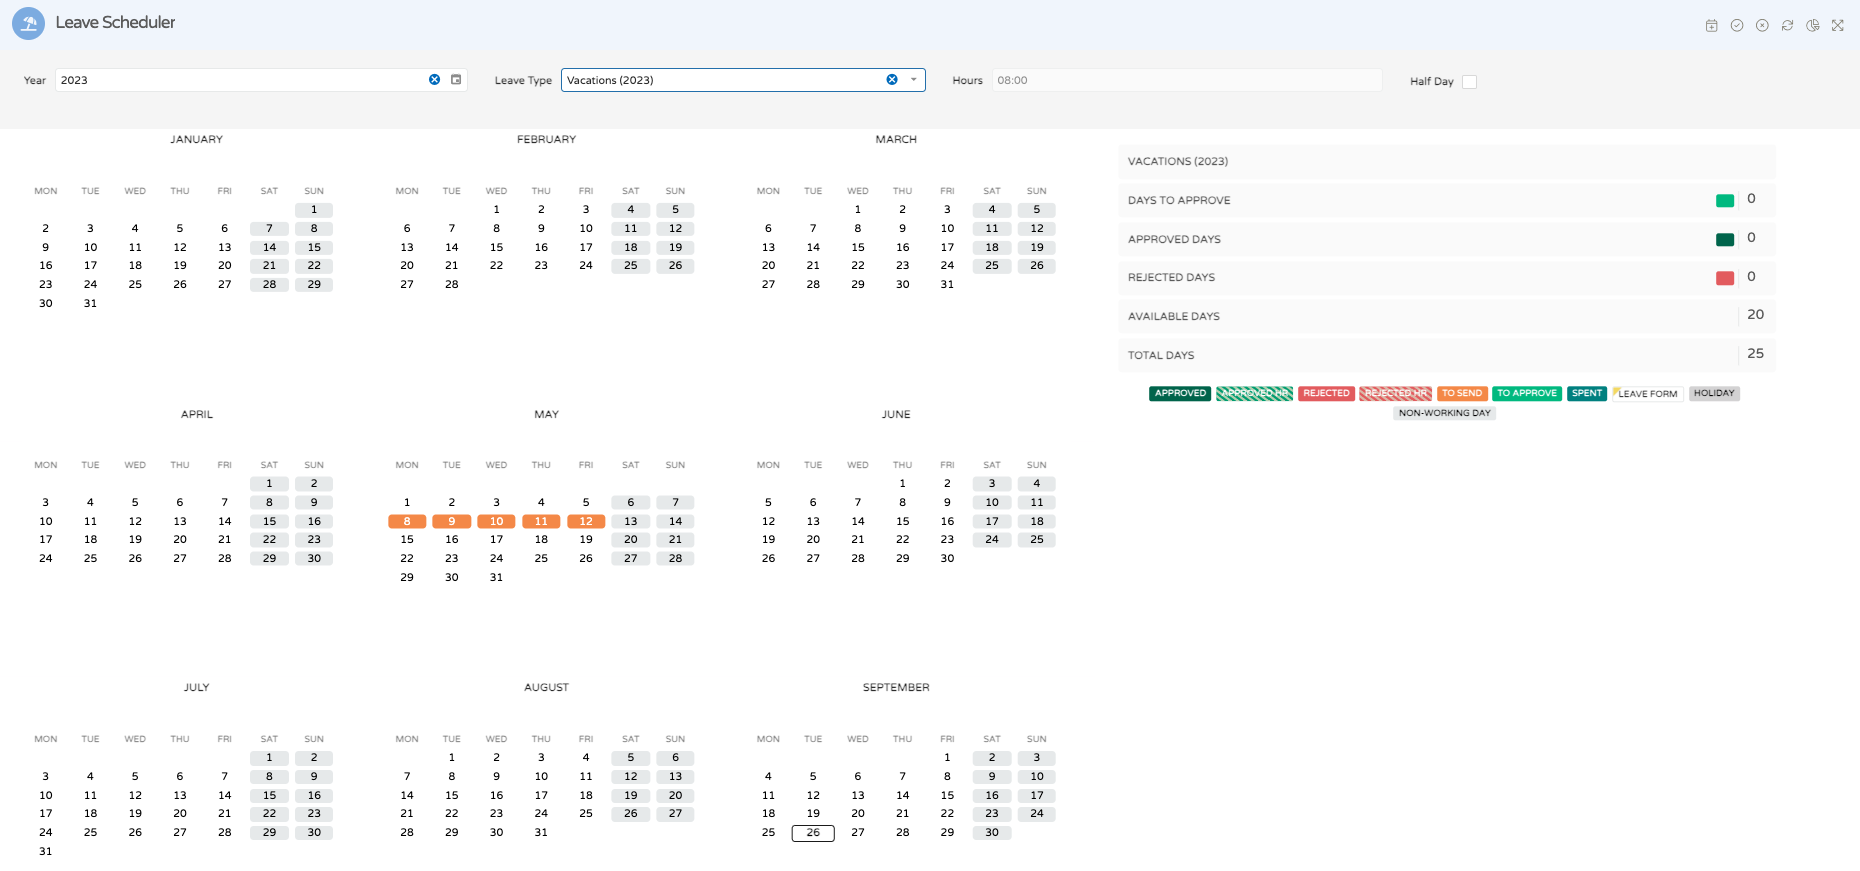 Leave Scheduler
Year 2023 Leave Type Vacations (2023) Hours 08:00 Half Day
JANUARY FEBRUARY MARCH
MON TUE WED THU FRI SAT SUN MON TUE WED THU FRI SAT SUN MON TUE WED THU FRI SAT SUN
1 1 2 3 4 5 1 2 3 4 5
2 3 4 5 6 7 8 6 7 8 9 10 11 12 6 7 8 9 10 11 12
9 10 11 12 13 14 15 13 14 15 16 17 18 19 13 14 15 16 17 18 19
16 17 18 19 20 21 22 20 21 22 23 24 25 26 20 21 22 23 24 25 26
23 24 25 26 27 28 29 27 28 27 28 29 30 31
30 31
VACATIONS (2023)
DAYS TO APPROVE 0
APPROVED DAYS 0
REJECTED DAYS 0
AVAILABLE DAYS 20
TOTAL DAYS 25
APPROVED APPROVED HR REJECTED REJECTED HR TO SEND TO APPROVE SPENT LEAVE FORM HOLIDAY
NON-WORKING DAY
APRIL MAY JUNE
MON TUE WED THU FRI SAT SUN MON TUE WED THU FRI SAT SUN MON TUE WED THU FRI SAT SUN
1 2 1 2 3 4
3 4 5 6 7 8 9 1 2 3 4 5 6 7 5 6 7 8 9 10 11
10 11 12 13 14 15 16 8 9 10 11 12 13 14 12 13 14 15 16 17 18
17 18 19 20 21 22 23 15 16 17 18 19 20 21 19 20 21 22 23 24 25
24 25 26 27 28 29 30 22 23 24 25 26 27 28 26 27 28 29 30
29 30 31
JULY AUGUST SEPTEMBER
MON TUE WED THU FRI SAT SUN MON TUE WED THU FRI SAT SUN MON TUE WED THU FRI SAT SUN
1 2 1 2 3 4 5 6 1 2 3
3 4 5 6 7 8 9 7 8 9 10 11 12 13 4 5 6 7 8 9 10
10 11 12 13 14 15 16 14 15 16 17 18 19 20 11 12 13 14 15 16 17
17 18 19 20 21 22 23 21 22 23 24 25 26 27 18 19 20 21 22 23 24
24 25 26 27 28 29 30 28 29 30 31 25 26 27 28 29 30
31